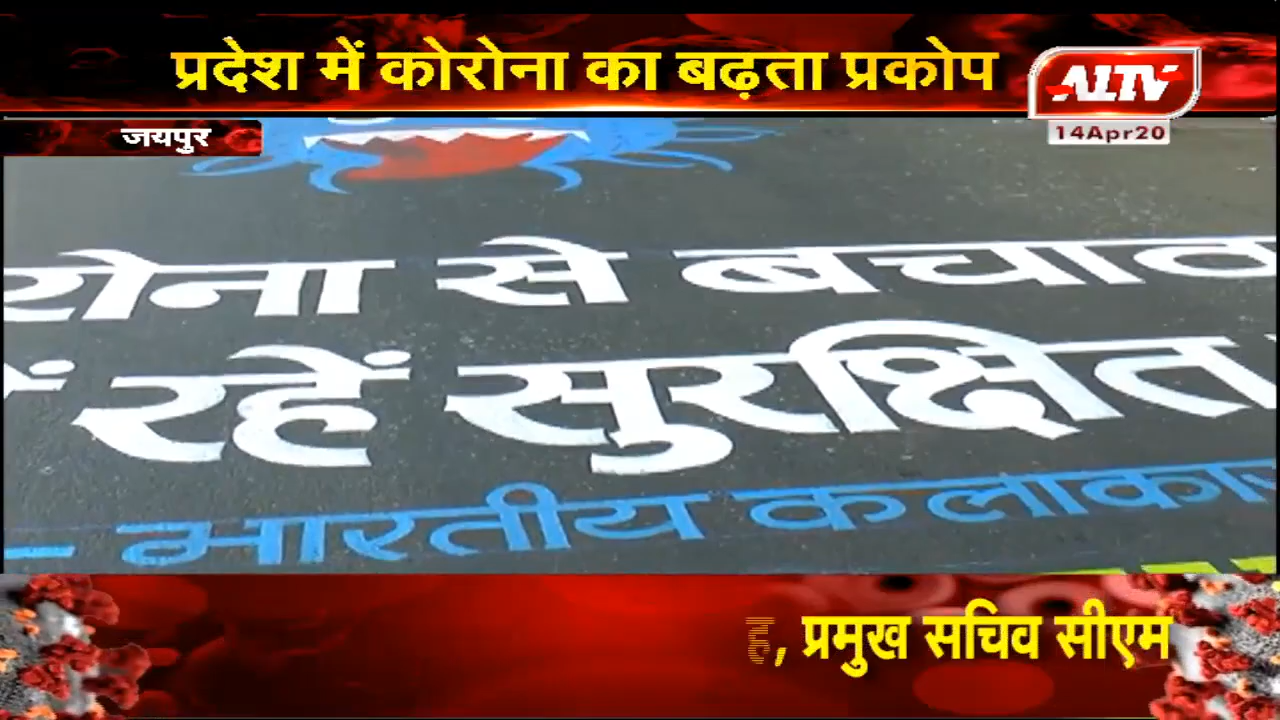 प्रदेश में कोरोना का बढ़ता प्रकोप
ALTV
14Apr20
जयपुर
रोना से बचाव
रहें सुरक्षित
- भारतीय कलाका
ह, प्रमुख सचिव सीएम